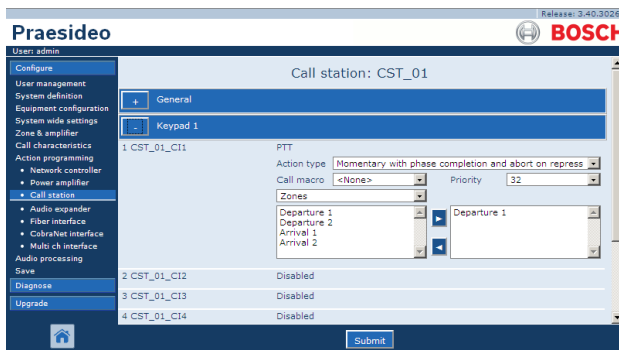 Release: 3.40.3026
Praesideo
BOSCH
User: admin
Configure
User management
System definition
Equipment configuration
System wide settings
Zone & amplifier
Call characteristics
Action programming
• Network controller
• Power amplifier
• Call station
• Audio expander
• Fiber interface
• CobraNet interface
• Multi ch interface
Audio processing
Save
Diagnose
Upgrade
Call station: CST_01
+ General
- Keypad 1
1 CST_01_CI1 PTT
Action type Momentary with phase completion and abort on repress
Call macro <None> Priority 32
Zones
Departure 1
Departure 2
Arrival 1
Arrival 2
Departure 1
2 CST_01_CI2 Disabled
3 CST_01_CI3 Disabled
4 CST_01_CI4 Disabled
Submit